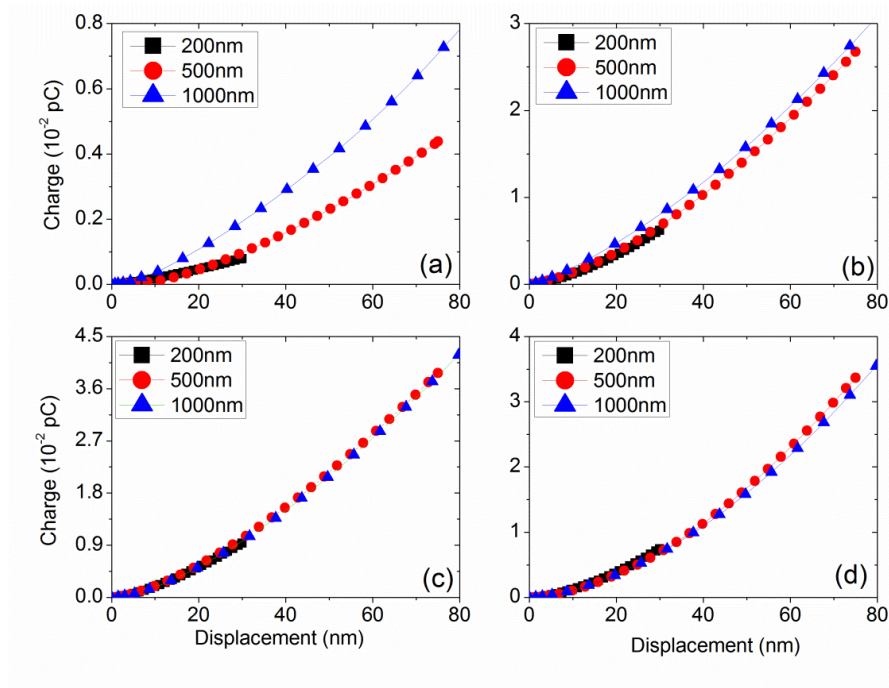 0.8
0.6
0.4
0.2
0.0
Charge (10⁻² pC)
200nm
500nm
1000nm
(a)
0 20 40 60 80
3
2
1
0
200nm
500nm
1000nm
(b)
0 20 40 60 80
4.5
3.6
2.7
1.8
0.9
0.0
Charge (10⁻² pC)
200nm
500nm
1000nm
(c)
0 20 40 60 80
Displacement (nm)
4
3
2
1
0
200nm
500nm
1000nm
(d)
0 20 40 60 80
Displacement (nm)